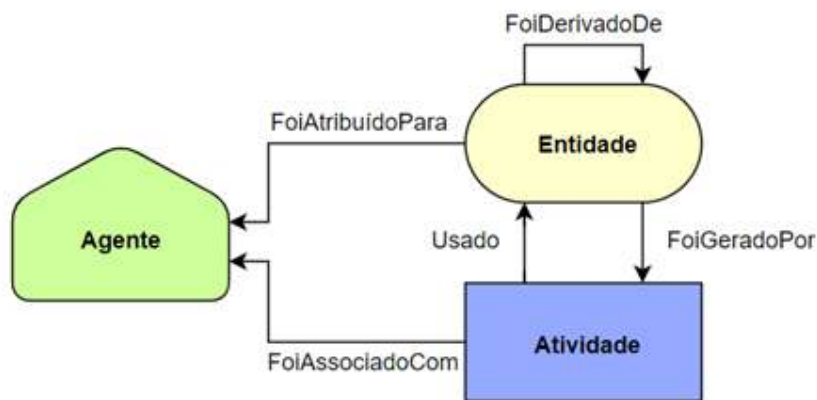 FoiDerivadoDe
FoiAtribuídoPara
Entidade
Agente
Usado
FoiGeradoPor
Atividade
FoiAssociadoCom